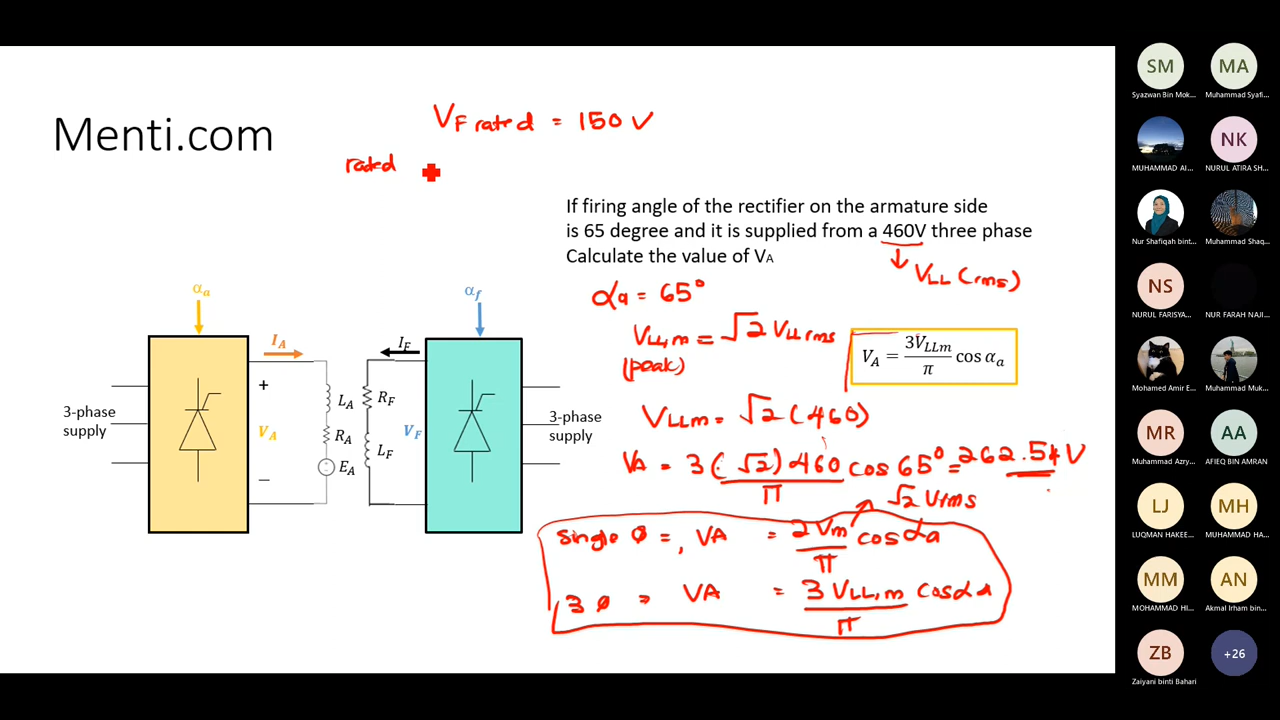 Menti.com
VF rated = 150 V
rated
If firing angle of the rectifier on the armature side
is 65 degree and it is supplied from a 460V three phase
Calculate the value of VA
VLL (rms)
αa = 65°
VLL,m = √2 VLLrms
(peak)
VA = 3VLLm/π cos αa
VLLm = √2 (460)
VA = 3(√2)460/π cos 65° = 262.54 V
√2 Vrms
single ø =, VA = 2Vm/π cosαa
3 ø = VA = 3 VLL,m/π cosαa
αa
αf
IA
IF
+
3-phase
supply
VA
LA
RA
EA
−
RF
VF
LF
3-phase
supply
SM
MA
Syazwan Bin Mok...
Muhammad Syafi...
NK
MUHAMMAD AI...
NURUL ATIRA SH...
Nur Shafiqah bint...
Muhammad Shaq...
NS
NURUL FARISYA...
NUR FARAH NAJI...
Mohamed Amir E...
Muhammad Muk...
MR
AA
Muhammad Azry...
AFIEQ BIN AMRAN
LJ
MH
LUQMAN HAKEE...
MUHAMMAD HA...
MM
AN
MOHAMMAD HI...
Akmal Irham bin...
ZB
+26
Zaiyani binti Bahari